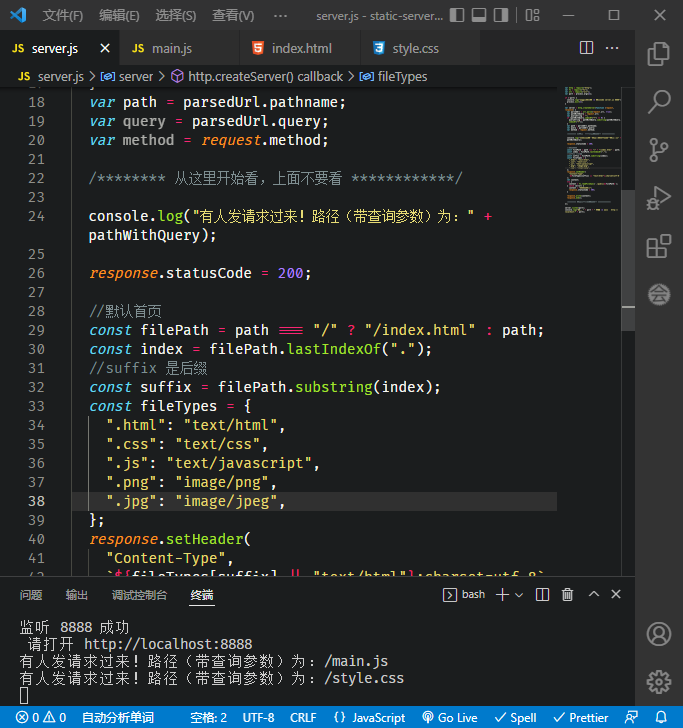 文件(F) 编辑(E) 选择(S) 查看(V) ··· server.js - static-server...
JS server.js × JS main.js index.html style.css ···
JS server.js > server > http.createServer() callback > fileTypes
18 var path = parsedUrl.pathname;
19 var query = parsedUrl.query;
20 var method = request.method;
21
22 /******** 从这里开始看，上面不要看 ************/
23
24 console.log("有人发请求过来！路径（带查询参数）为：" +
pathWithQuery);
25
26 response.statusCode = 200;
27
28 //默认首页
29 const filePath = path === "/" ? "/index.html" : path;
30 const index = filePath.lastIndexOf(".");
31 //suffix 是后缀
32 const suffix = filePath.substring(index);
33 const fileTypes = {
34 ".html": "text/html",
35 ".css": "text/css",
36 ".js": "text/javascript",
37 ".png": "image/png",
38 ".jpg": "image/jpeg",
39 };
40 response.setHeader(
41 "Content-Type",
42 `${fileTypes[suffix] || "text/html"};charset=utf-8`
问题 输出 调试控制台 终端 bash
监听 8888 成功
请打开 http://localhost:8888
有人发请求过来！路径（带查询参数）为：/main.js
有人发请求过来！路径（带查询参数）为：/style.css
0 0 自动分析单词 空格: 2 UTF-8 CRLF {} JavaScript Go Live Spell Prettier